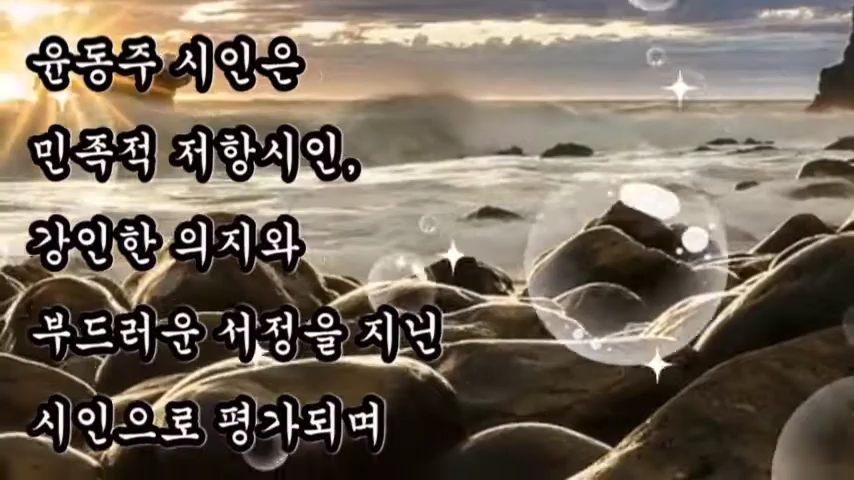 윤동주 시인은
민족적 저항시인,
강인한 의지와
부드러운 서정을 지닌
시인으로 평가되며